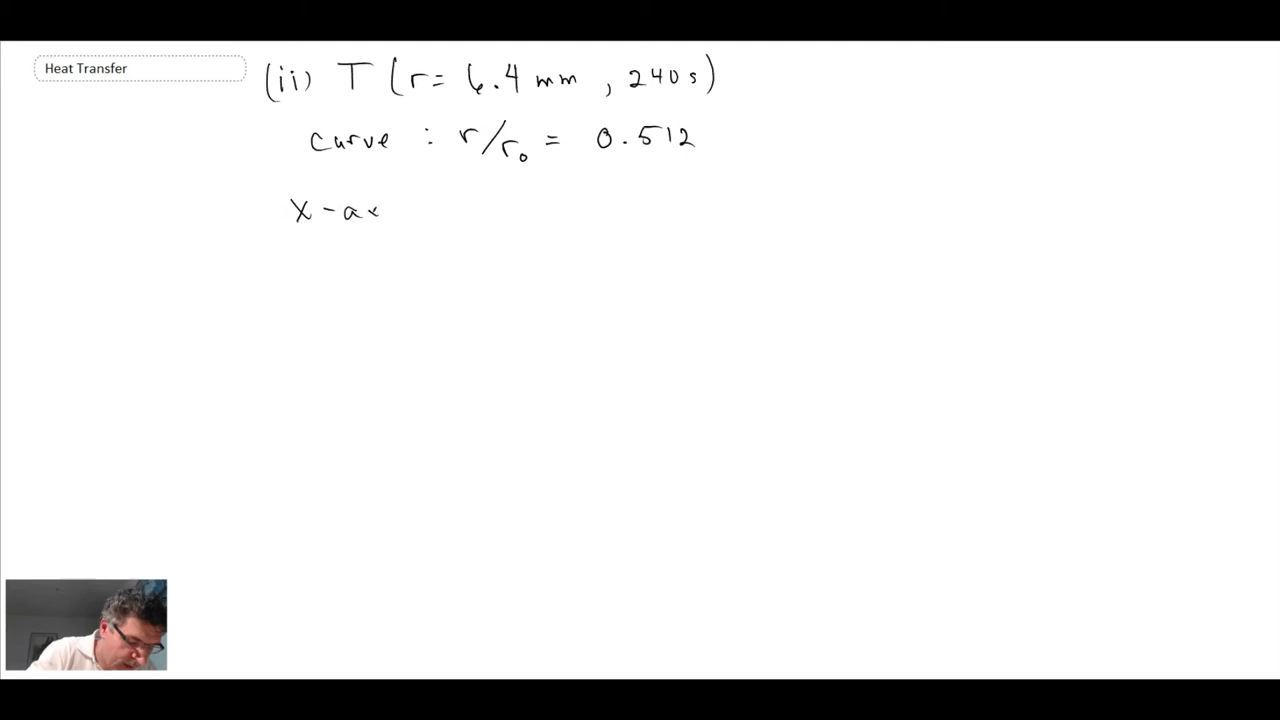 Heat Transfer
(ii) T (r = 6.4 mm , 240 s)
curve : r/r₀ = 0.512
x - ax